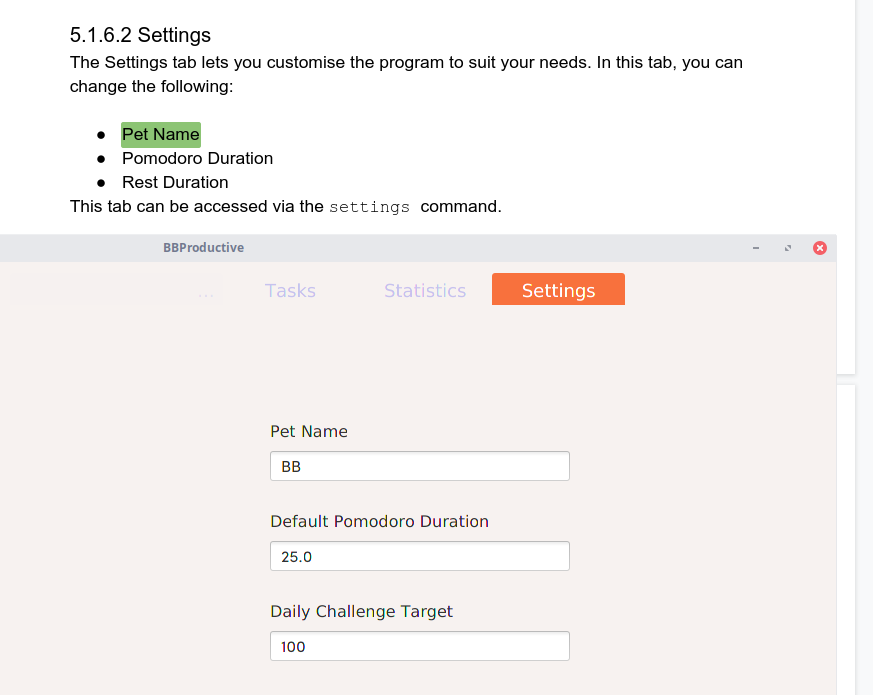 5.1.6.2 Settings
The Settings tab lets you customise the program to suit your needs. In this tab, you can
change the following:
● Pet Name
● Pomodoro Duration
● Rest Duration
This tab can be accessed via the settings command.
BBProductive
... Tasks Statistics Settings
Pet Name
BB
Default Pomodoro Duration
25.0
Daily Challenge Target
100